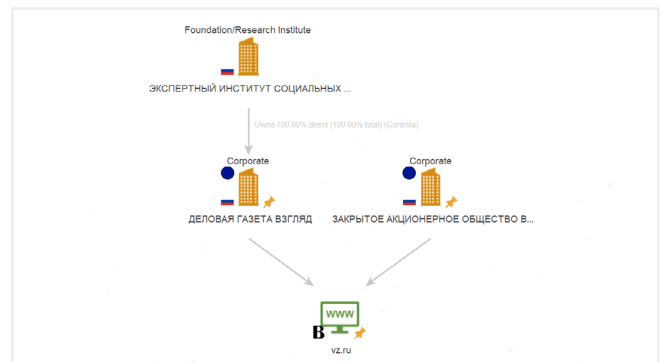 Foundation/Research Institute
ЭКСПЕРТНЫЙ ИНСТИТУТ СОЦИАЛЬНЫХ ...
Owns 100.00% direct (100.00% total) (Controls)
Corporate
Corporate
ДЕЛОВАЯ ГАЗЕТА ВЗГЛЯД
ЗАКРЫТОЕ АКЦИОНЕРНОЕ ОБЩЕСТВО В...
www
B
vz.ru